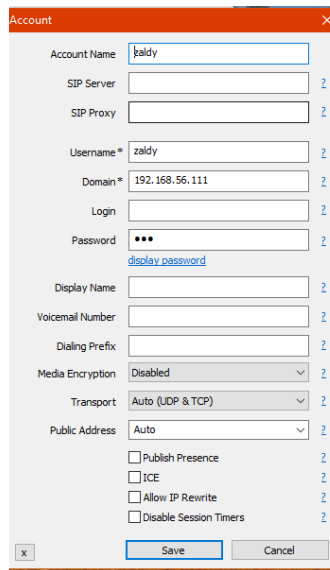 Account
Account Name zaldy
SIP Server ?
SIP Proxy ?
Username* zaldy ?
Domain* 192.168.56.111 ?
Login ?
Password ●●● ?
display password
Display Name ?
Voicemail Number ?
Dialing Prefix ?
Media Encryption Disabled ?
Transport Auto (UDP & TCP) ?
Public Address Auto ?
Publish Presence ?
ICE ?
Allow IP Rewrite ?
Disable Session Timers ?
x Save Cancel